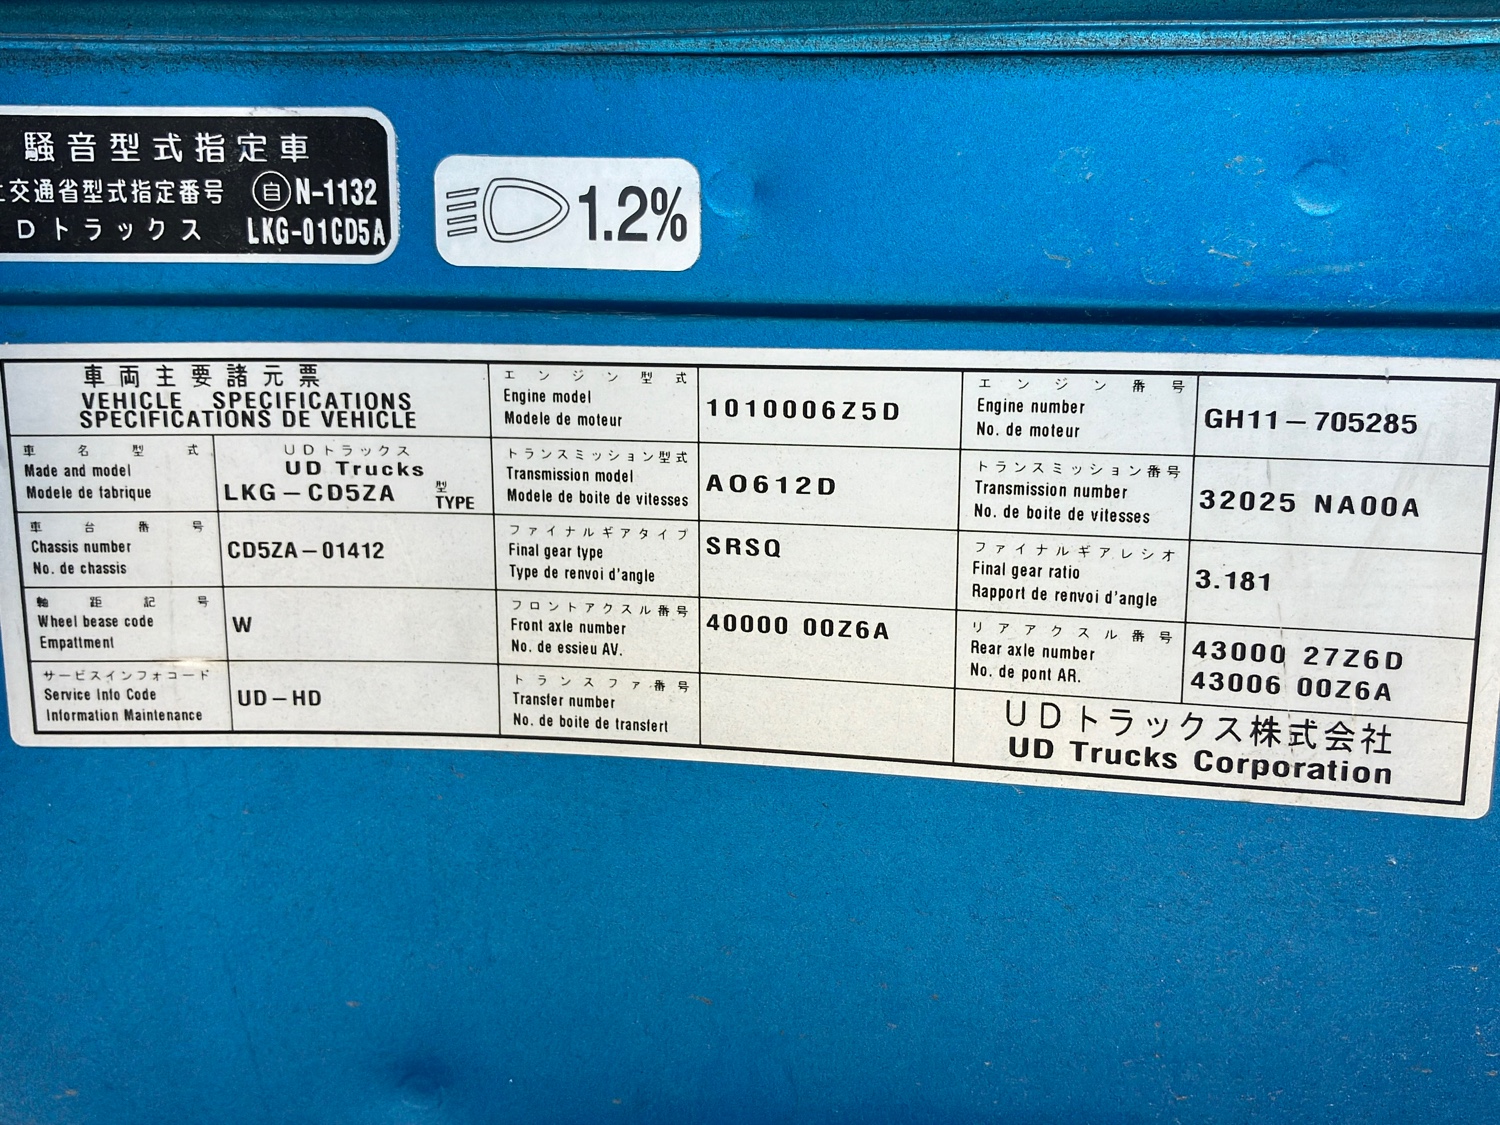 騒音型式指定車
交通省型式指定番号 自 N-1132
Dトラックス LKG-01CD5A
1.2%
車両主要諸元票
VEHICLE SPECIFICATIONS
SPECIFICATIONS DE VEHICLE
車名型式
Made and model
Modele de tabrique
UDトラックス
UD Trucks
LKG-CD5ZA 型 TYPE
車台番号
Chassis number
No. de chassis
CD5ZA-01412
軸距記号
Wheel bease code
Empattment
W
サービスインフォコード
Service Info Code
Information Maintenance
UD-HD
エンジン型式
Engine model
Modele de moteur
1010006Z5D
トランスミッション型式
Transmission model
Modele de boite de vitesses
AO612D
ファイナルギアタイプ
Final gear type
Type de renvoi d'angle
SRSQ
フロントアクスル番号
Front axle number
No. de essieu AV.
40000 00Z6A
トランスファ番号
Transfer number
No. de boite de transfert
エンジン番号
Engine number
No. de moteur
GH11-705285
トランスミッション番号
Transmission number
No. de boite de vitesses
32025 NA00A
ファイナルギアレシオ
Final gear ratio
Rapport de renvoi d'angle
3.181
リアアクスル番号
Rear axle number
No. de pont AR.
43000 27Z6D
43006 00Z6A
UDトラックス株式会社
UD Trucks Corporation